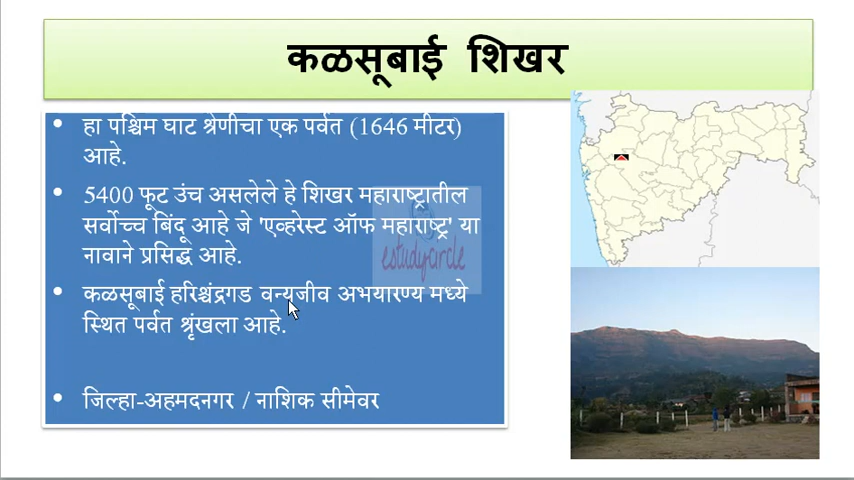 कळसूबाई शिखर
• हा पश्चिम घाट श्रेणीचा एक पर्वत (1646 मीटर)
आहे.
• 5400 फूट उंच असलेले हे शिखर महाराष्ट्रातील
सर्वोच्च बिंदू आहे जे 'एव्हरेस्ट ऑफ महाराष्ट्र' या
नावाने प्रसिद्ध आहे.
estudycircle
• कळसूबाई हरिश्चंद्रगड वन्यजीव अभयारण्य मध्ये
स्थित पर्वत श्रृंखला आहे.
• जिल्हा-अहमदनगर / नाशिक सीमेवर